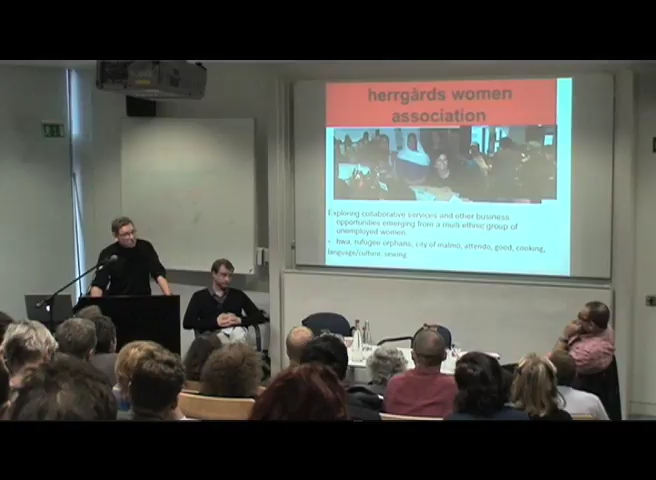 herrgårds women
association
Exploring collaborative services and other business
opportunities emerging from a multi ethnic group of
unemployed women.
- hwa, rufugee orphans, city of malmo, attendo, good, cooking,
language/culture, sewing